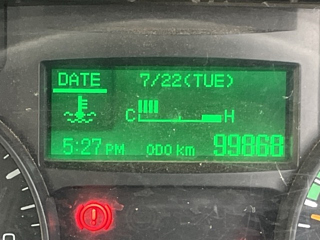 DATE 7/22(TUE)
C H
5:27 PM ODO km 99868